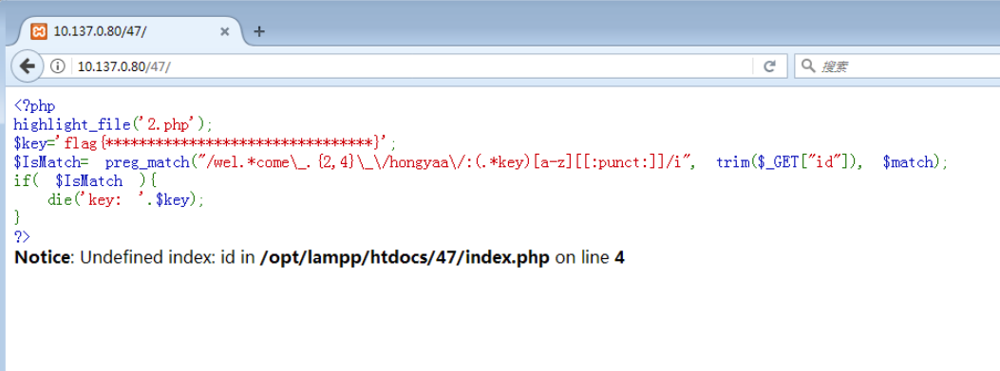 10.137.0.80/47/
10.137.0.80/47/
搜索
<?php
highlight_file('2.php');
$key='flag{*********************************}';
$IsMatch= preg_match("/wel.*come\_.{2,4}\_\/hongyaa\/:(.*key)[a-z][[:punct:]]/i", trim($_GET["id"]), $match);
if( $IsMatch ){
    die('key: '.$key);
}
?>
Notice: Undefined index: id in /opt/lampp/htdocs/47/index.php on line 4